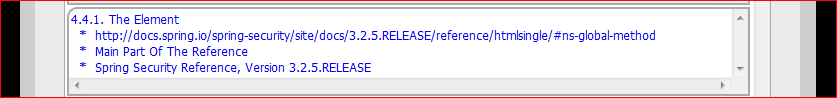 4.4.1. The Element
* http://docs.spring.io/spring-security/site/docs/3.2.5.RELEASE/reference/htmlsingle/#ns-global-method
* Main Part Of The Reference
* Spring Security Reference, Version 3.2.5.RELEASE